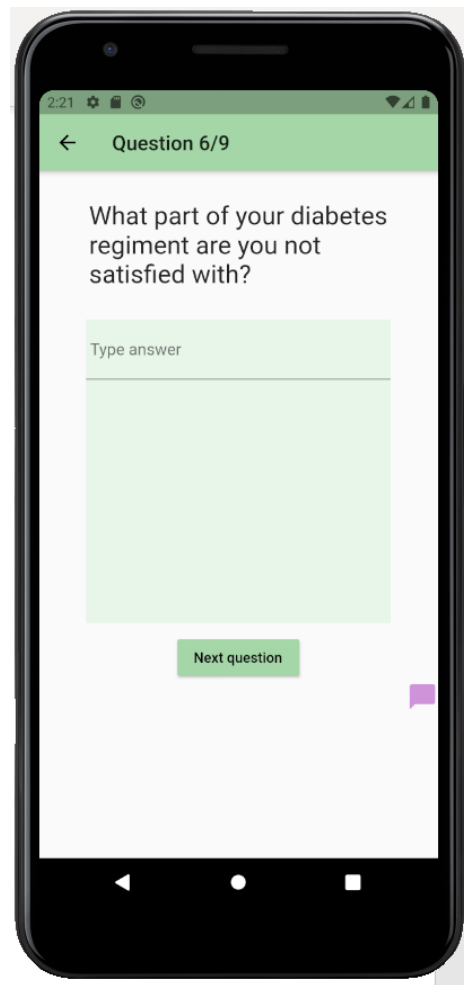 2:21
Question 6/9
What part of your diabetes
regiment are you not
satisfied with?
Type answer
Next question